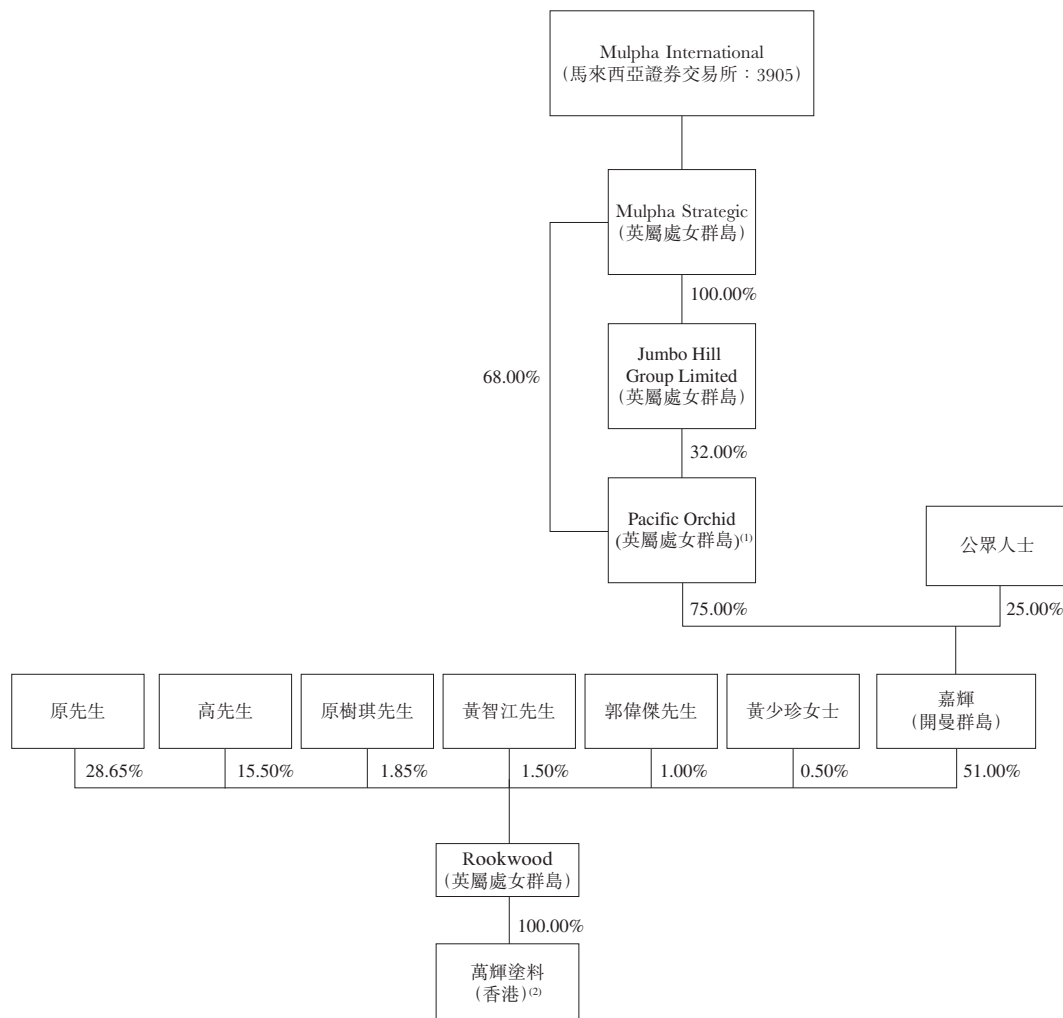 Mulpha International
(馬來西亞證券交易所：3905)
Mulpha Strategic
(英屬處女群島)
100.00%
Jumbo Hill
Group Limited
(英屬處女群島)
68.00%
32.00%
Pacific Orchid
(英屬處女群島)(1)
公眾人士
75.00%
25.00%
原先生
高先生
原樹琪先生
黃智江先生
郭偉傑先生
黃少珍女士
嘉輝
(開曼群島)
28.65%
15.50%
1.85%
1.50%
1.00%
0.50%
51.00%
Rookwood
(英屬處女群島)
100.00%
萬輝塗料
(香港)(2)